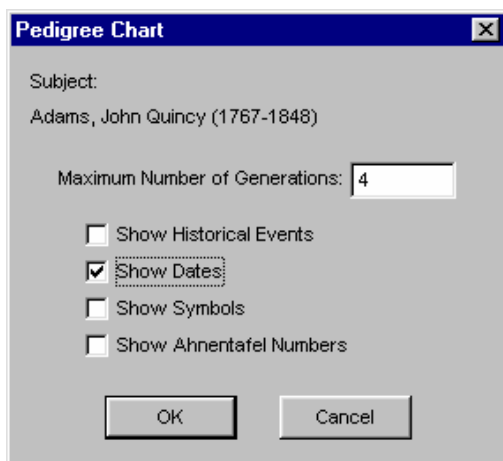 Pedigree Chart
Subject:
Adams, John Quincy (1767-1848)
Maximum Number of Generations: 4
Show Historical Events
Show Dates
Show Symbols
Show Ahnentafel Numbers
OK Cancel